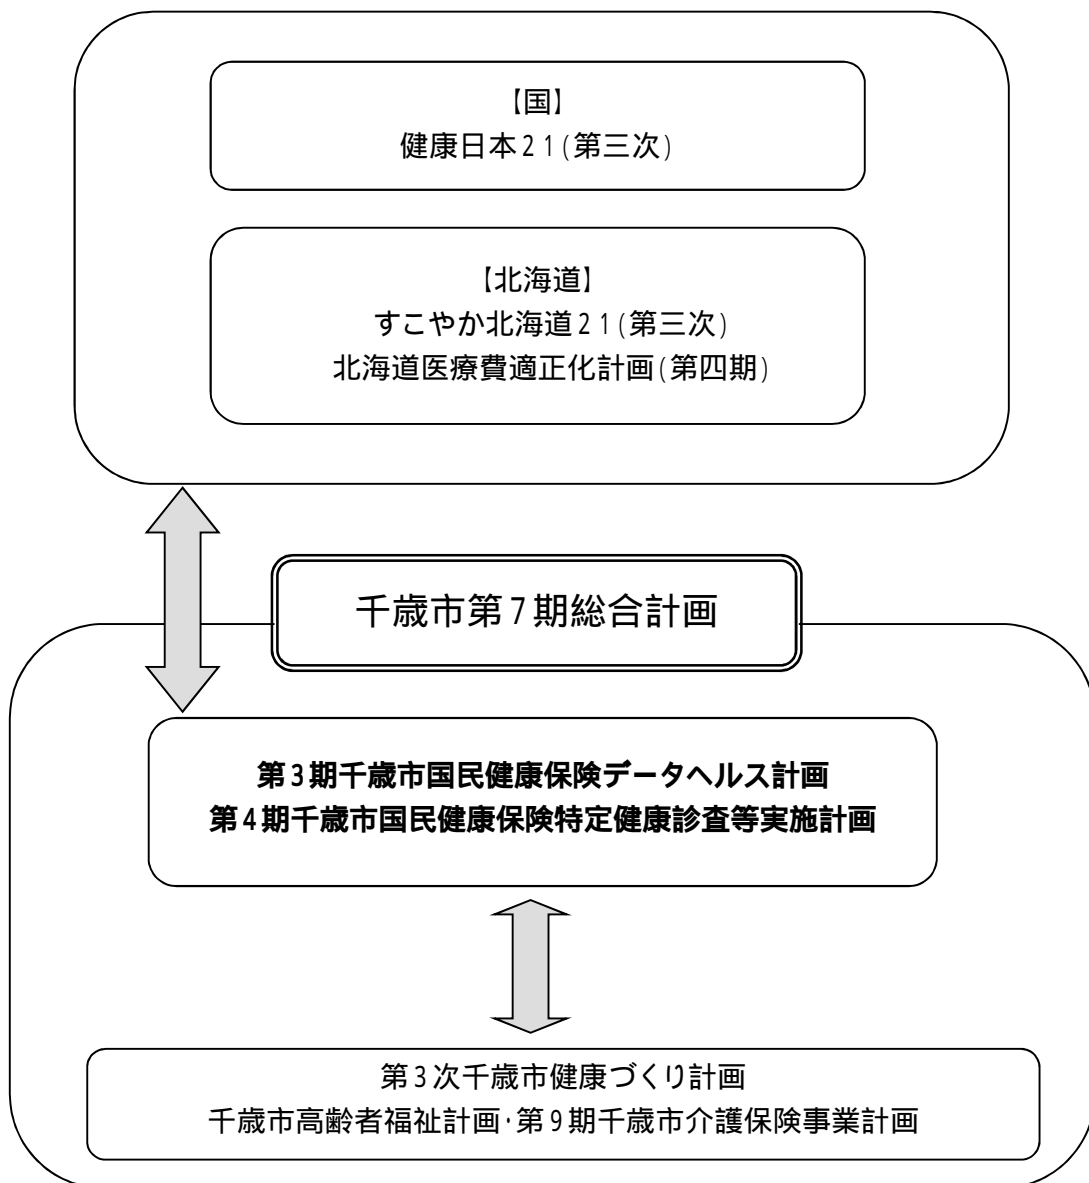 【国】
健康日本21(第三次)
【北海道】
すこやか北海道21(第三次)
北海道医療費適正化計画(第四期)
千歳市第7期総合計画
第3期千歳市国民健康保険データヘルス計画
第4期千歳市国民健康保険特定健康診査等実施計画
第3次千歳市健康づくり計画
千歳市高齢者福祉計画・第9期千歳市介護保険事業計画